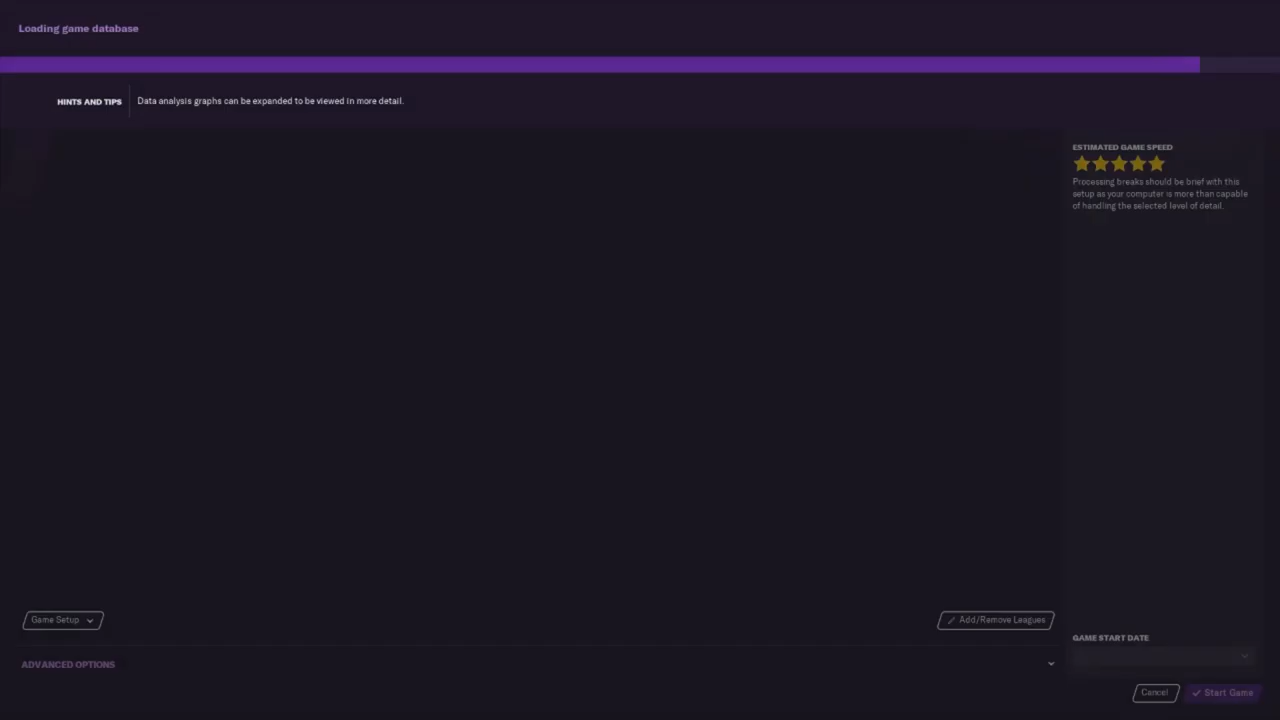 Loading game database
HINTS AND TIPS
Data analysis graphs can be expanded to be viewed in more detail.
ESTIMATED GAME SPEED
Processing breaks should be brief with this
setup as your computer is more than capable
of handling the selected level of detail.
Game Setup
Add/Remove Leagues
GAME START DATE
ADVANCED OPTIONS
Cancel
Start Game